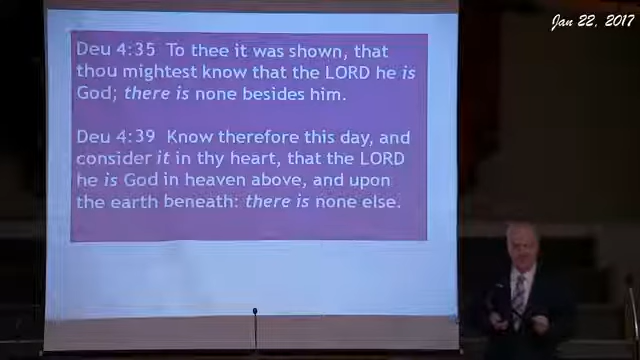 Jan 22, 2017
Deu 4:35 To thee it was shown, that
thou mightest know that the LORD he is
God; there is none besides him.
Deu 4:39 Know therefore this day, and
consider it in thy heart, that the LORD
he is God in heaven above, and upon
the earth beneath: there is none else.